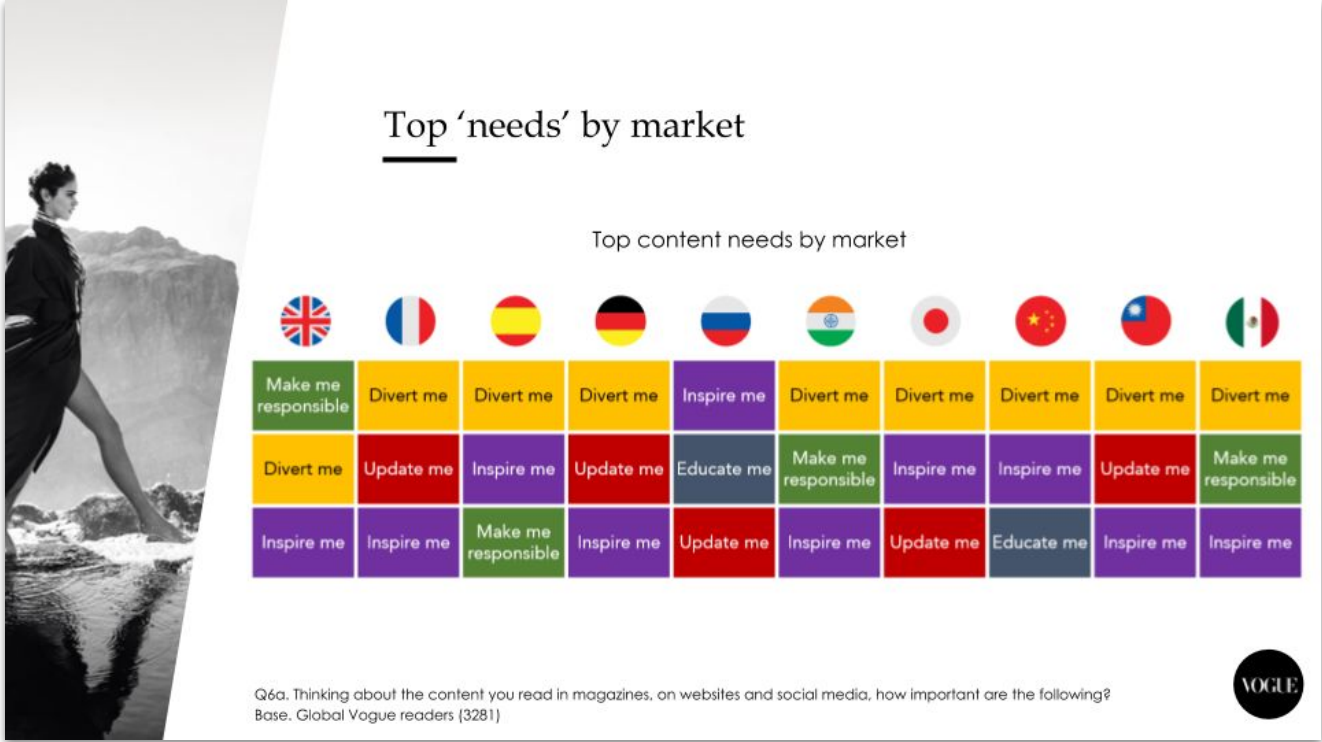 Top ‘needs’ by market
Top content needs by market
Make me responsible Divert me Divert me Divert me Inspire me Divert me Divert me Divert me Divert me Divert me
Divert me Update me Inspire me Update me Educate me Make me responsible Inspire me Inspire me Update me Make me responsible
Inspire me Inspire me Make me responsible Inspire me Update me Inspire me Update me Educate me Inspire me Inspire me
Q6a. Thinking about the content you read in magazines, on websites and social media, how important are the following?
Base. Global Vogue readers (3281)
VOGUE